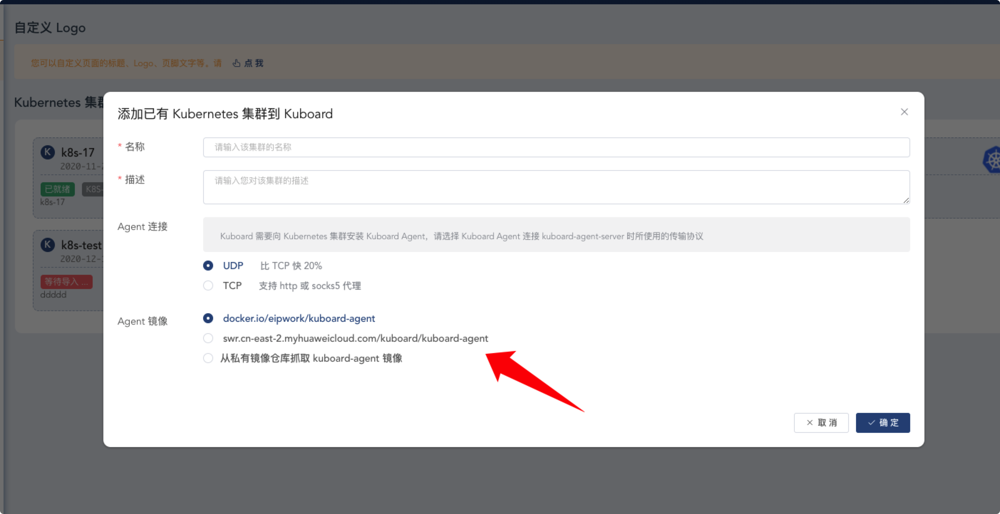 自定义 Logo
您可以自定义页面的标题、Logo、页脚文字等。请 点 我
Kubernetes 集群
添加已有 Kubernetes 集群到 Kuboard
* 名称
请输入该集群的名称
* 描述
请输入您对该集群的描述
Agent 连接
Kuboard 需要向 Kubernetes 集群安装 Kuboard Agent，请选择 Kuboard Agent 连接 kuboard-agent-server 时所使用的传输协议
UDP 比 TCP 快 20%
TCP 支持 http 或 socks5 代理
Agent 镜像
docker.io/eipwork/kuboard-agent
swr.cn-east-2.myhuaweicloud.com/kuboard/kuboard-agent
从私有镜像仓库抓取 kuboard-agent 镜像
取 消
确 定
K k8s-17
2020-11-
已就绪 K8S-
k8s-17
K k8s-test
2020-12-
等待导入 ...
ddddd